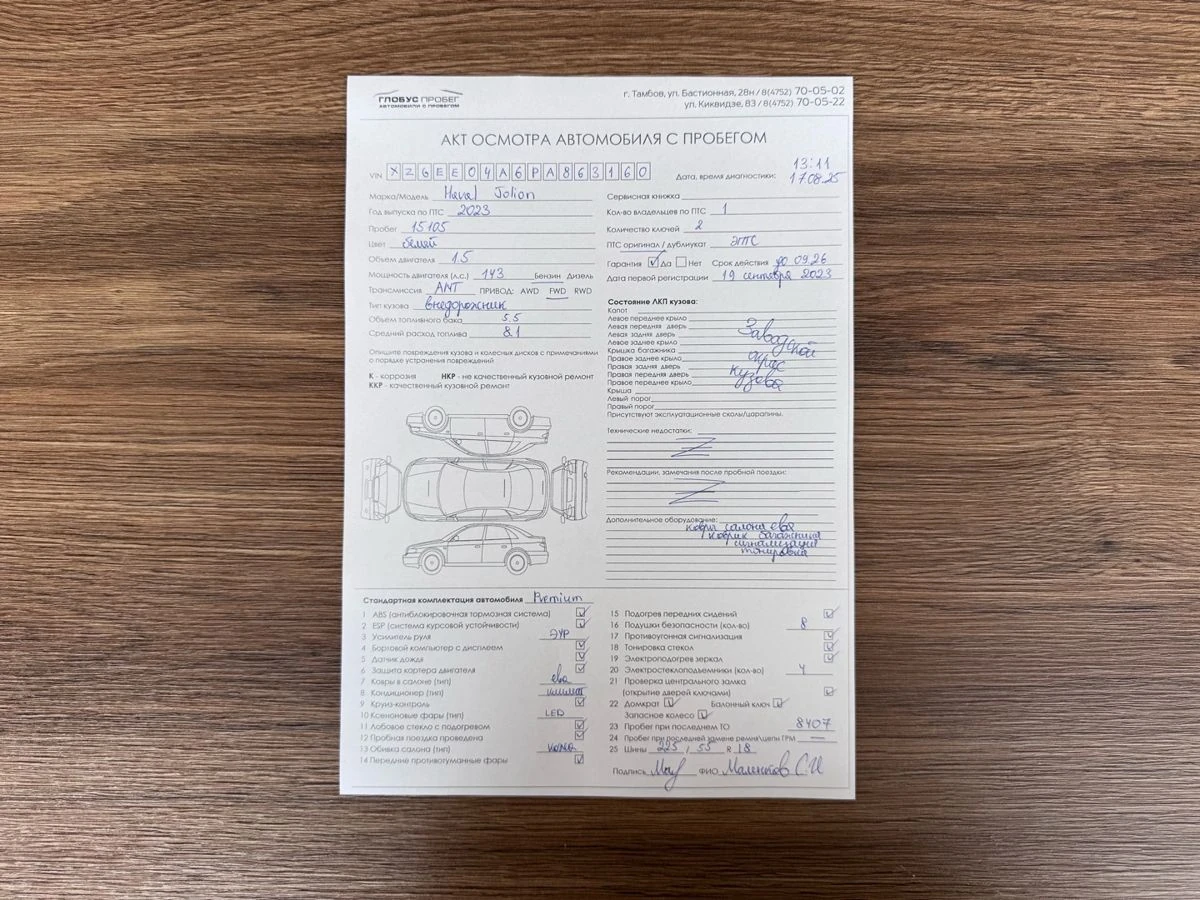 ГЛОБУС ПРОБЕГ
АВТОМОБИЛИ С ПРОБЕГОМ
г. Тамбов, ул. Бастионная, 28н / 8(4752) 70-05-02
ул. Киквидзе, 83 / 8(4752) 70-05-22
АКТ ОСМОТРА АВТОМОБИЛЯ С ПРОБЕГОМ
VIN XZGEE04A6PA863160
Дата, время диагностики: 13:11 17.08.25
Марка/Модель Haval Jolion
Год выпуска по ПТС 2023
Пробег 15105
Цвет белый
Объем двигателя 1.5
Мощность двигателя (л.с.) 143 Бензин Дизель
Трансмиссия АМТ ПРИВОД: AWD FWD RWD
Тип кузова внедорожник
Объем топливного бака 5.5
Средний расход топлива 8.1
Сервисная книжка
Кол-во владельцев по ПТС 1
Количество ключей 2
ПТС оригинал / дубликат ЭПТС
Гарантия Да Нет Срок действия до 09.26
Дата первой регистрации 19 сентября 2023
Опишите повреждения кузова и колесных дисков с примечаниями
о порядке устранения повреждений
К - коррозия НКР - не качественный кузовной ремонт
ККР - качественный кузовной ремонт
Состояние ЛКП кузова:
Капот
Левое переднее крыло
Левая передняя дверь
Левая задняя дверь
Левое заднее крыло
Крышка багажника
Правое заднее крыло
Правая задняя дверь
Правая передняя дверь
Правое переднее крыло
Крыша
Левый порог
Правый порог
Заводской
окрас
кузова
Присутствуют эксплуатационные сколы/царапины.
Технические недостатки:
Рекомендации, замечания после пробной поездки:
Дополнительное оборудование:
ковры салона ева
коврик багажника
сигнализация
тонировка
Стандартная комплектация автомобиля Premium
1 ABS (антиблокировочная тормозная система)
2 ESP (система курсовой устойчивости)
3 Усилитель руля ЭУР
4 Бортовой компьютер с дисплеем
5 Датчик дождя
6 Защита картера двигателя
7 Ковры в салоне (тип) ева
8 Кондиционер (тип) климат
9 Круиз-контроль
10 Ксеноновые фары (тип) LED
11 Лобовое стекло с подогревом
12 Пробная поездка проведена
13 Обивка салона (тип) кожа
14 Передние противотуманные фары
15 Подогрев передних сидений
16 Подушки безопасности (кол-во) 8
17 Противоугонная сигнализация
18 Тонировка стекол
19 Электроподогрев зеркал
20 Электростеклоподъемники (кол-во) 4
21 Проверка центрального замка
(открытие дверей ключами)
22 Домкрат Балонный ключ
Запасное колесо
23 Пробег при последнем ТО 8407
24 Пробег при последней замене ремня/цепи ГРМ —
25 Шины 225 / 55 R 18
Подпись ФИО Маленков С.И